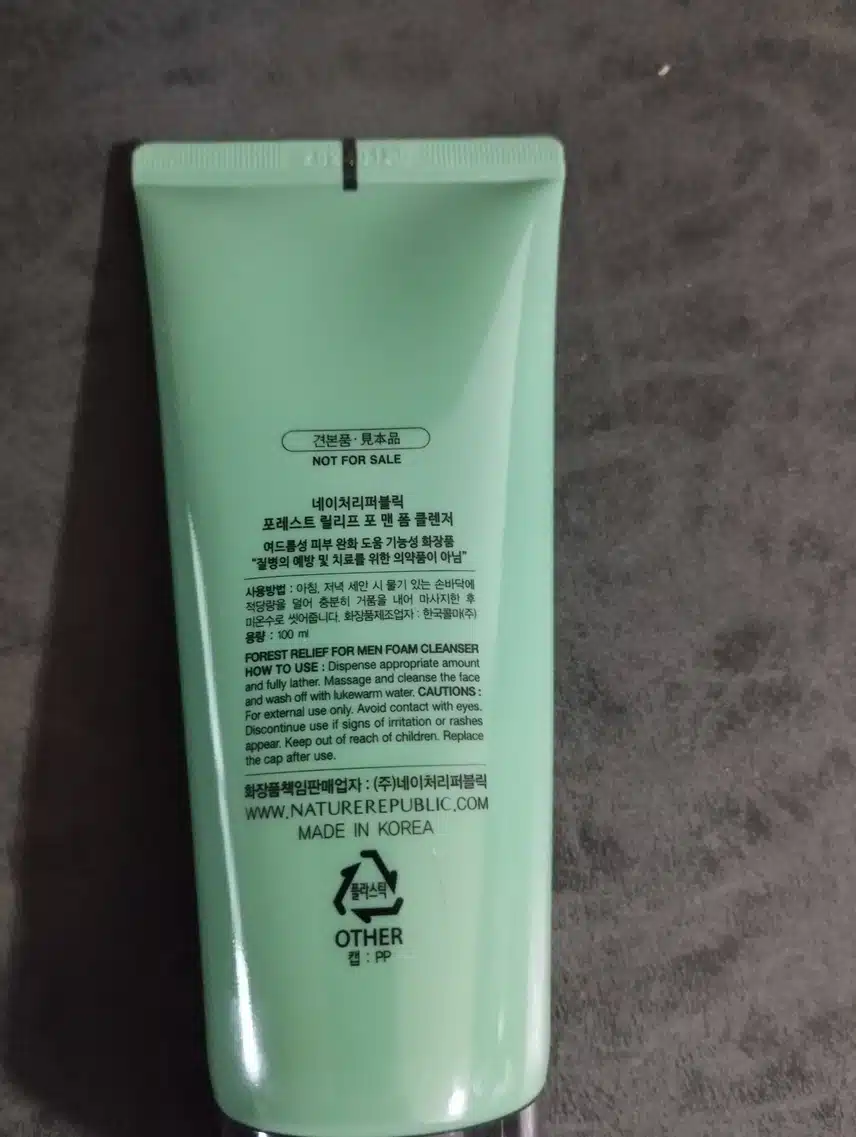 견본품·見本品
NOT FOR SALE
네이처리퍼블릭
포레스트 릴리프 포 맨 폼 클렌저
여드름성 피부 완화 도움 기능성 화장품
“질병의 예방 및 치료를 위한 의약품이 아님”
사용방법 : 아침, 저녁 세안 시 물기 있는 손바닥에
적당량을 덜어 충분히 거품을 내어 마사지한 후
미온수로 씻어줍니다. 화장품제조업자 : 한국콜마(주)
용량 : 100 ml
FOREST RELIEF FOR MEN FOAM CLEANSER
HOW TO USE : Dispense appropriate amount
and fully lather. Massage and cleanse the face
and wash off with lukewarm water. CAUTIONS :
For external use only. Avoid contact with eyes.
Discontinue use if signs of irritation or rashes
appear. Keep out of reach of children. Replace
the cap after use.
화장품책임판매업자 : (주)네이처리퍼블릭
WWW.NATUREREPUBLIC.COM
MADE IN KOREA
플라스틱
OTHER
캡 : PP